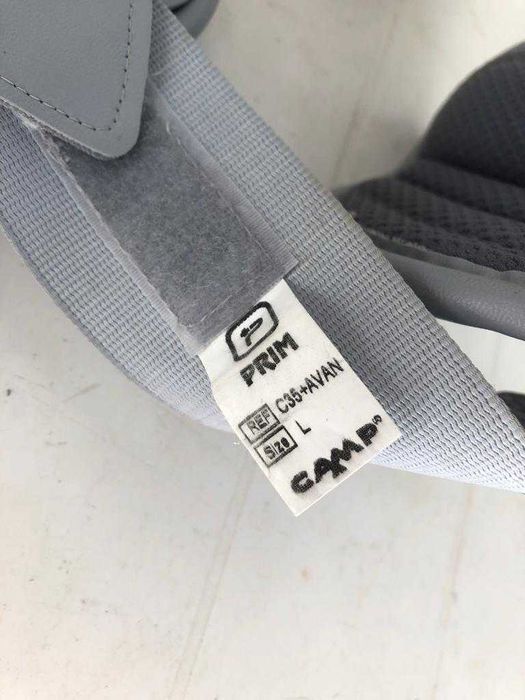 PRIM
REF C35+AVAN
Size L
CAMP